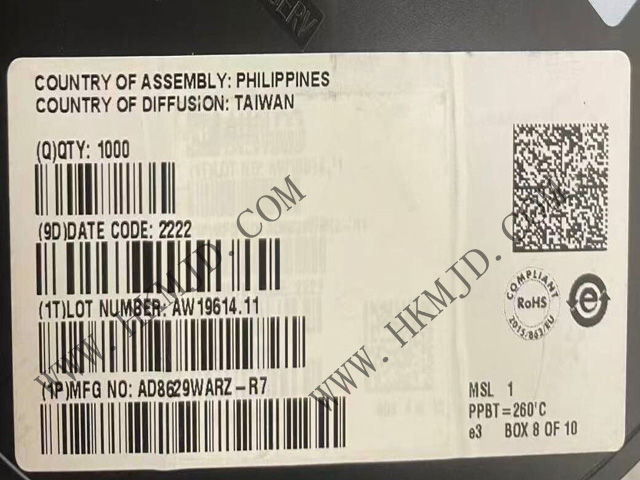 SERV
COUNTRY OF ASSEMBLY: PHILIPPINES
COUNTRY OF DIFFUSION: TAIWAN
(Q)QTY: 1000
(9D)DATE CODE: 2222
(1T)LOT NUMBER: AW19614.11
(1P)MFG NO: AD8629WARZ-R7
WWW.HKMJD.COM
WWW.HKMJD.COM
COMPLIANT
RoHS
2015/863/EU
e
MSL 1
PPBT=260'C
e3 BOX 8 OF 10